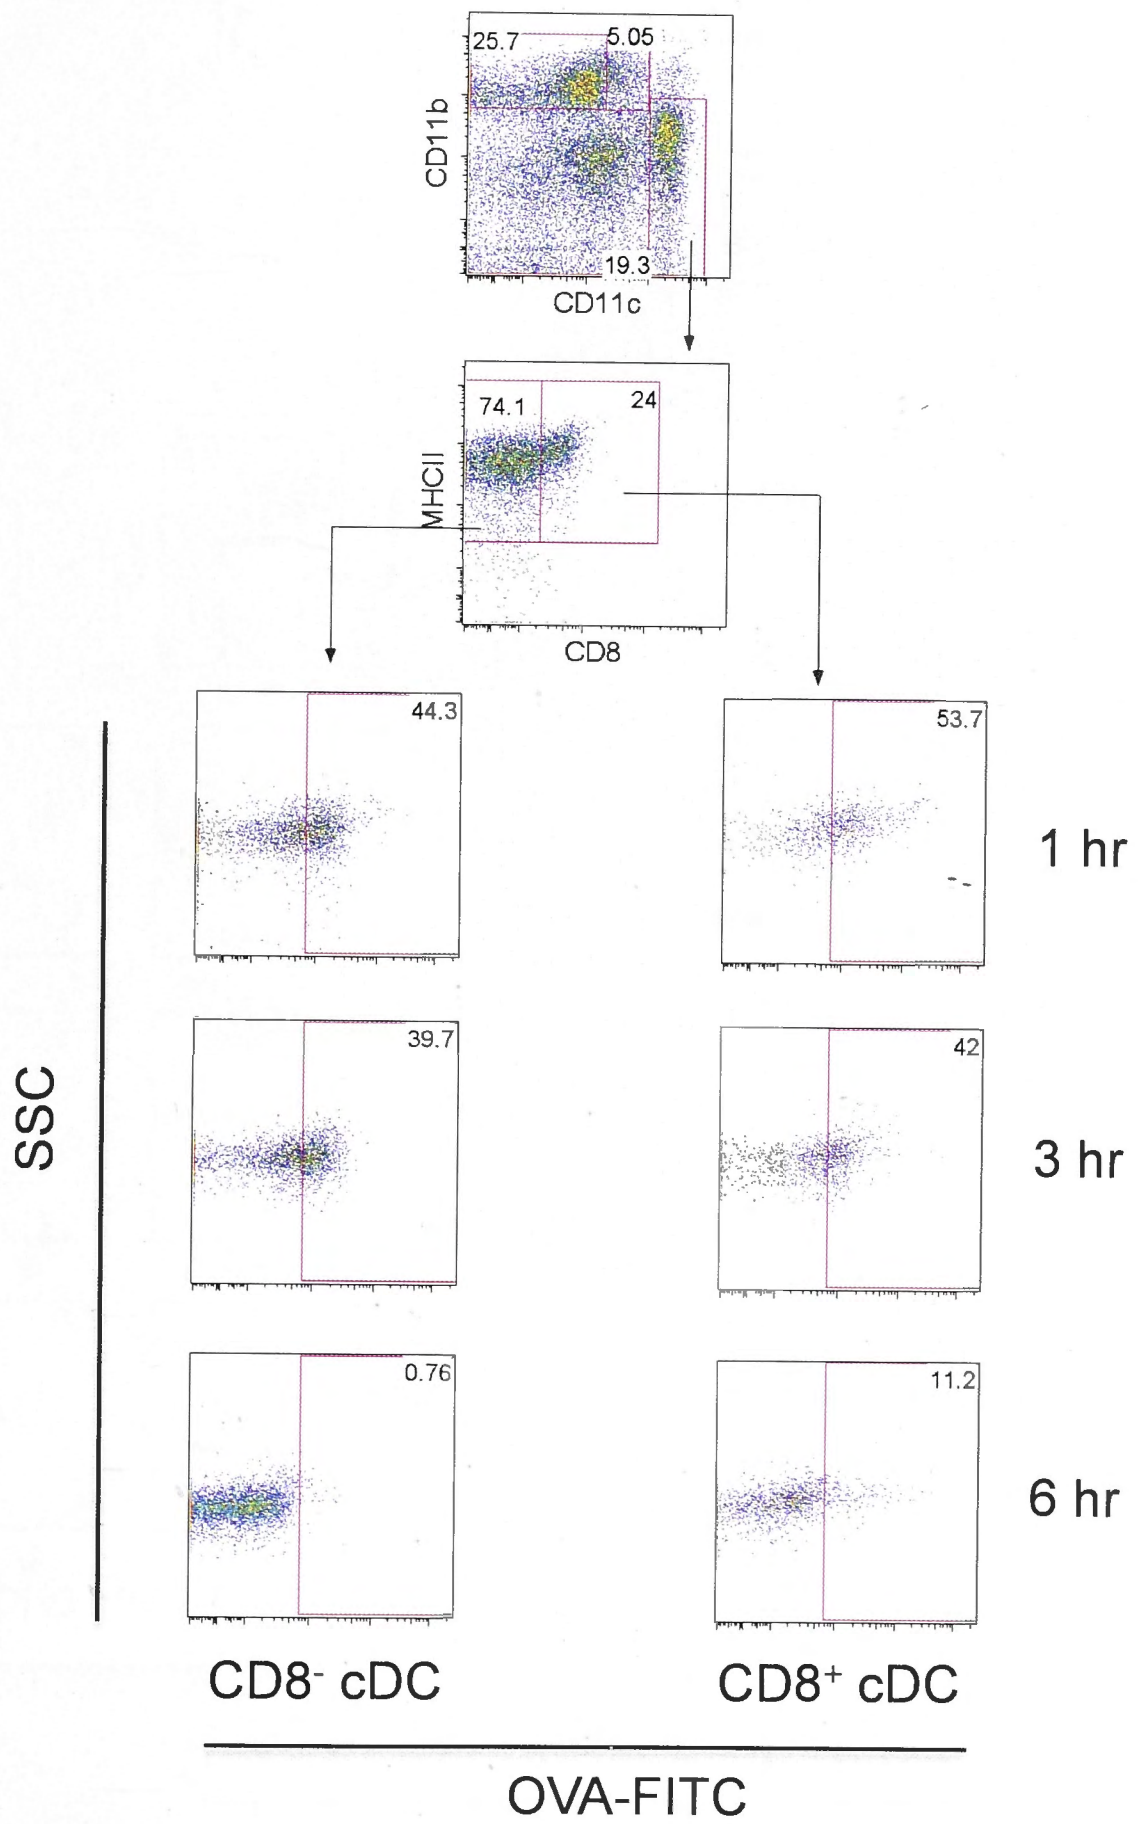 25.7
5.05
CD11b
19.3
CD11c
74.1
24
MHCII
CD8
44.3
53.7
1 hr
39.7
42
3 hr
SSC
0.76
11.2
6 hr
CD8- cDC
CD8+ cDC
OVA-FITC